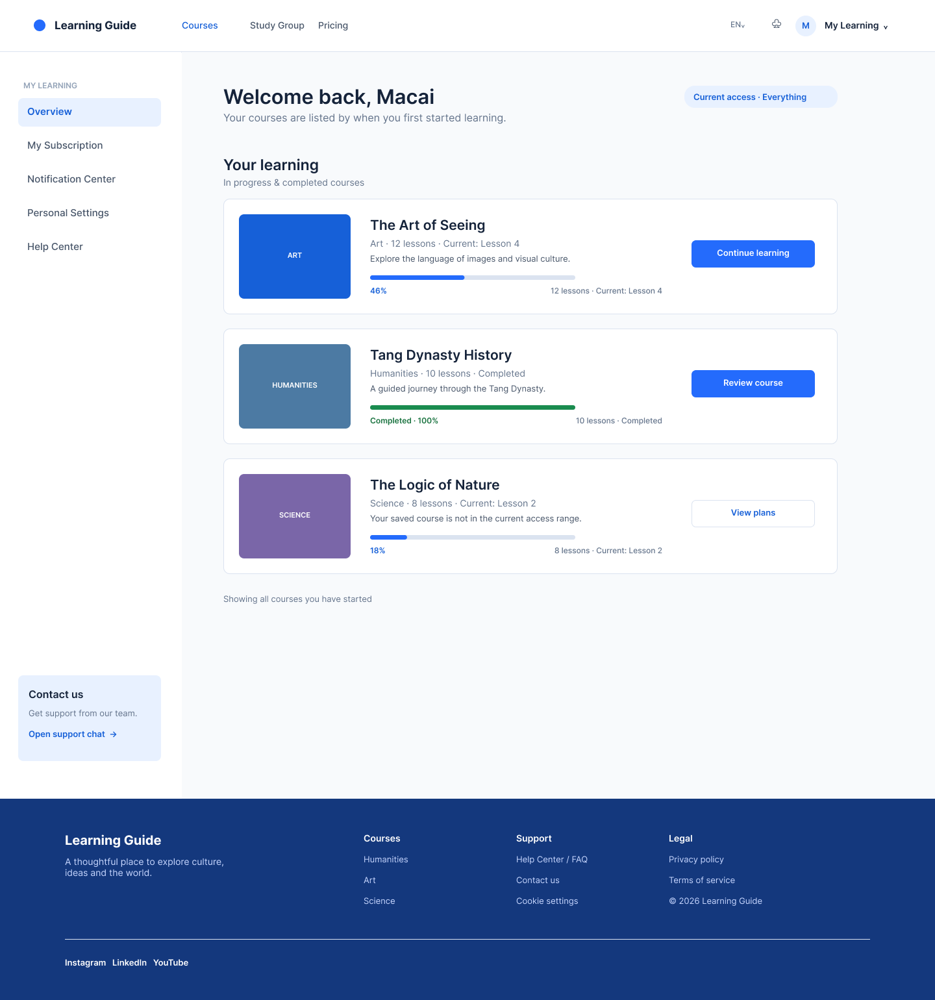 Learning Guide
Courses
Study Group
Pricing
EN
M
My Learning
MY LEARNING
Overview
My Subscription
Notification Center
Personal Settings
Help Center
Contact us
Get support from our team.
Open support chat →
Welcome back, Macai
Your courses are listed by when you first started learning.
Current access · Everything
Your learning
In progress & completed courses
ART
The Art of Seeing
Art · 12 lessons · Current: Lesson 4
Explore the language of images and visual culture.
46%
12 lessons · Current: Lesson 4
Continue learning
HUMANITIES
Tang Dynasty History
Humanities · 10 lessons · Completed
A guided journey through the Tang Dynasty.
Completed · 100%
10 lessons · Completed
Review course
SCIENCE
The Logic of Nature
Science · 8 lessons · Current: Lesson 2
Your saved course is not in the current access range.
18%
8 lessons · Current: Lesson 2
View plans
Showing all courses you have started
Learning Guide
A thoughtful place to explore culture,
ideas and the world.
Courses
Humanities
Art
Science
Support
Help Center / FAQ
Contact us
Cookie settings
Legal
Privacy policy
Terms of service
© 2026 Learning Guide
Instagram
LinkedIn
YouTube